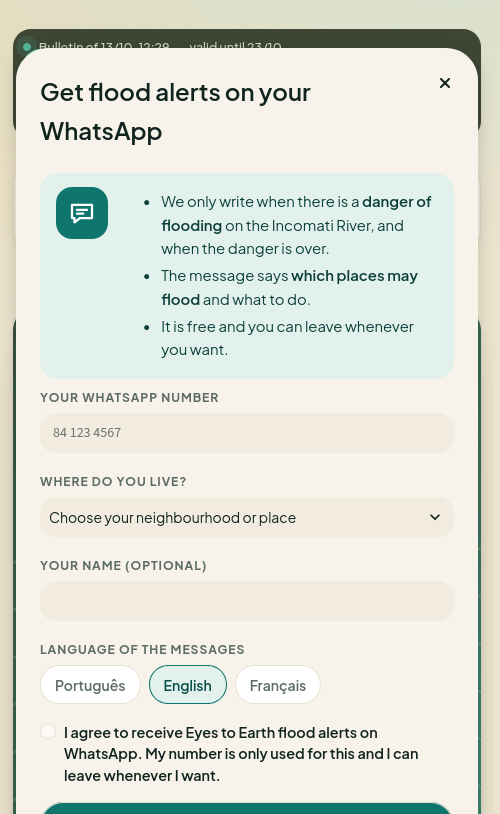 Bulletin of 13/10, 12:29 · valid until 23/10
Get flood alerts on your
WhatsApp
We only write when there is a danger of
flooding on the Incomati River, and
when the danger is over.
The message says which places may
flood and what to do.
It is free and you can leave whenever
you want.
YOUR WHATSAPP NUMBER
84 123 4567
WHERE DO YOU LIVE?
Choose your neighbourhood or place
YOUR NAME (OPTIONAL)
LANGUAGE OF THE MESSAGES
Português English Français
I agree to receive Eyes to Earth flood alerts on
WhatsApp. My number is only used for this and I can
leave whenever I want.